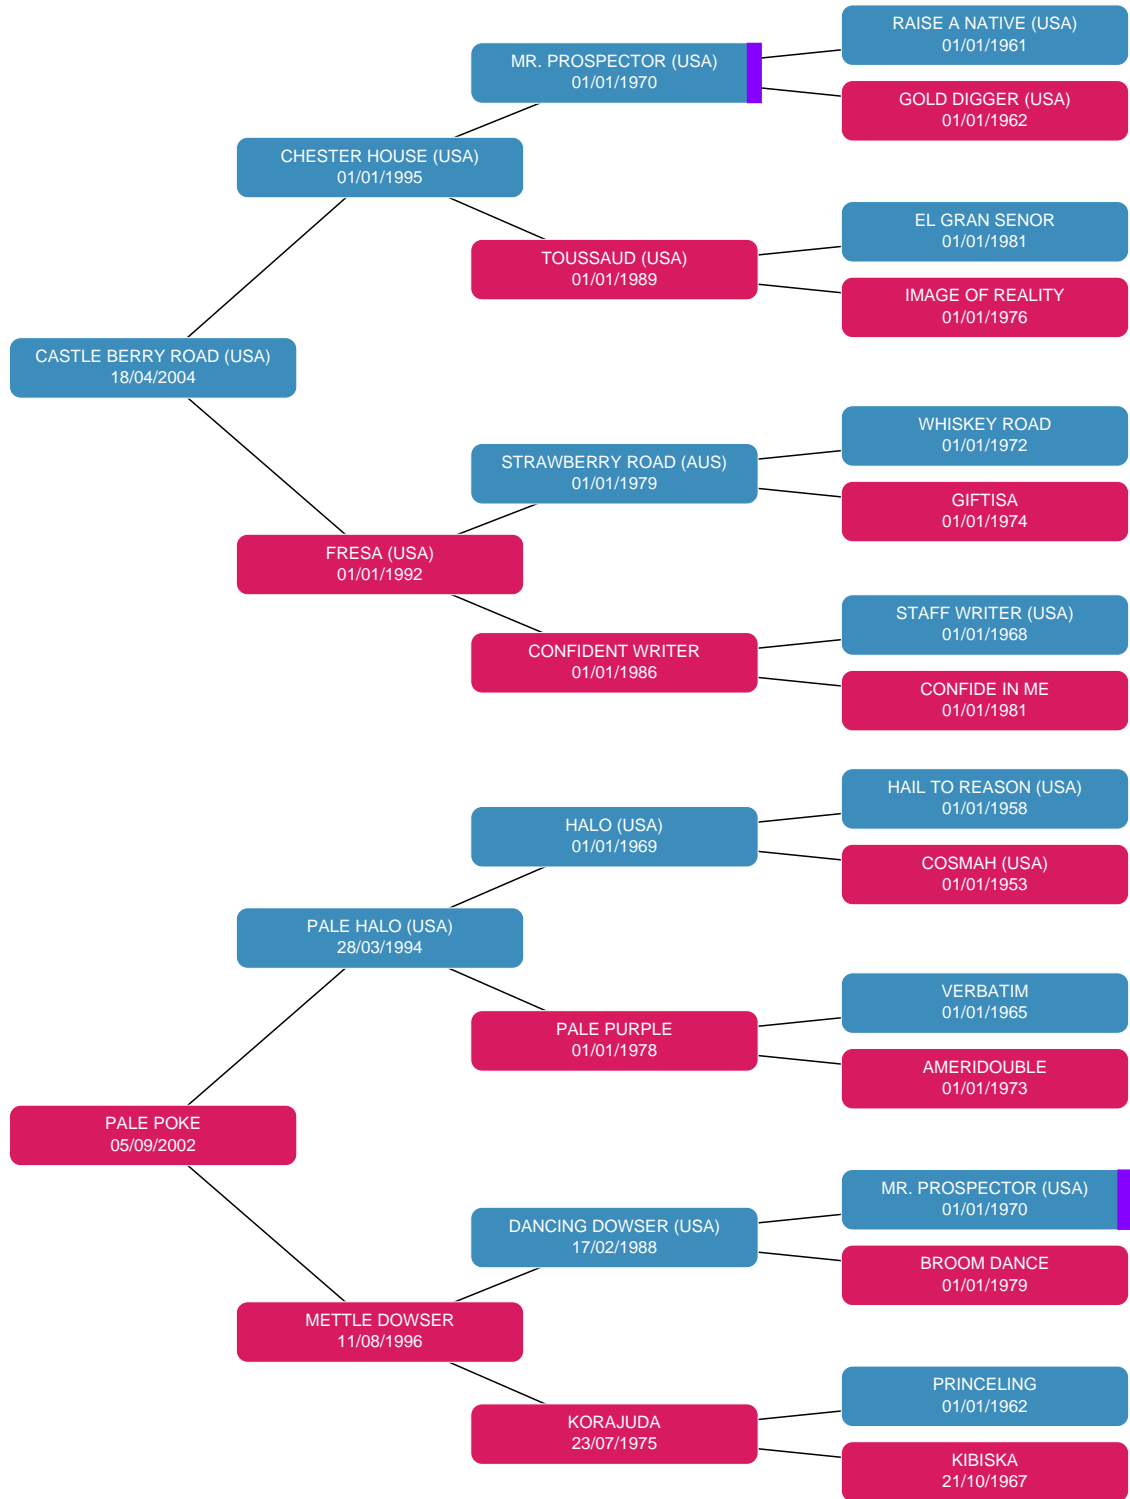 RAISE A NATIVE (USA)
01/01/1961
MR. PROSPECTOR (USA)
01/01/1970
GOLD DIGGER (USA)
01/01/1962
CHESTER HOUSE (USA)
01/01/1995
EL GRAN SENOR
01/01/1981
TOUSSAUD (USA)
01/01/1989
IMAGE OF REALITY
01/01/1976
CASTLE BERRY ROAD (USA)
18/04/2004
WHISKEY ROAD
01/01/1972
STRAWBERRY ROAD (AUS)
01/01/1979
GIFTISA
01/01/1974
FRESA (USA)
01/01/1992
STAFF WRITER (USA)
01/01/1968
CONFIDENT WRITER
01/01/1986
CONFIDE IN ME
01/01/1981
HAIL TO REASON (USA)
01/01/1958
HALO (USA)
01/01/1969
COSMAH (USA)
01/01/1953
PALE HALO (USA)
28/03/1994
VERBATIM
01/01/1965
PALE PURPLE
01/01/1978
AMERIDOUBLE
01/01/1973
PALE POKE
05/09/2002
MR. PROSPECTOR (USA)
01/01/1970
DANCING DOWSER (USA)
17/02/1988
BROOM DANCE
01/01/1979
METTLE DOWSER
11/08/1996
PRINCELING
01/01/1962
KORAJUDA
23/07/1975
KIBISKA
21/10/1967